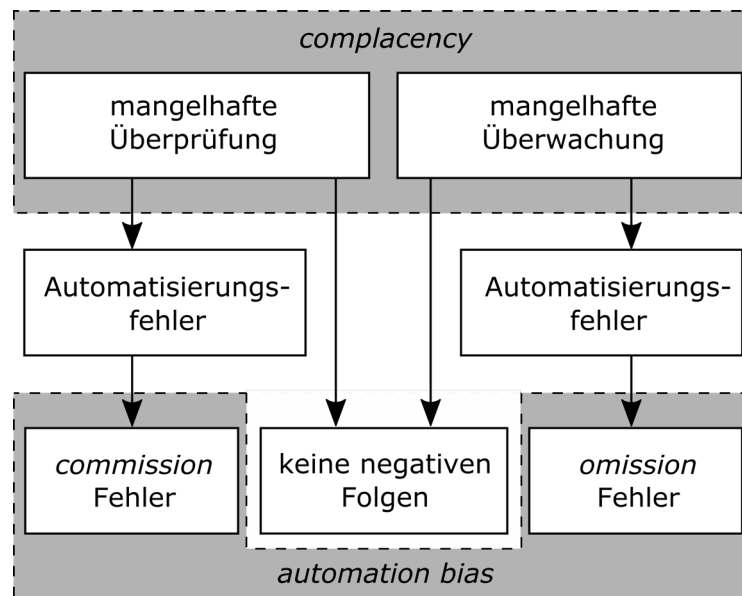 complacency
mangelhafte
Überprüfung
mangelhafte
Überwachung
Automatisierungs-
fehler
Automatisierungs-
fehler
commission
Fehler
keine negativen
Folgen
omission
Fehler
automation bias